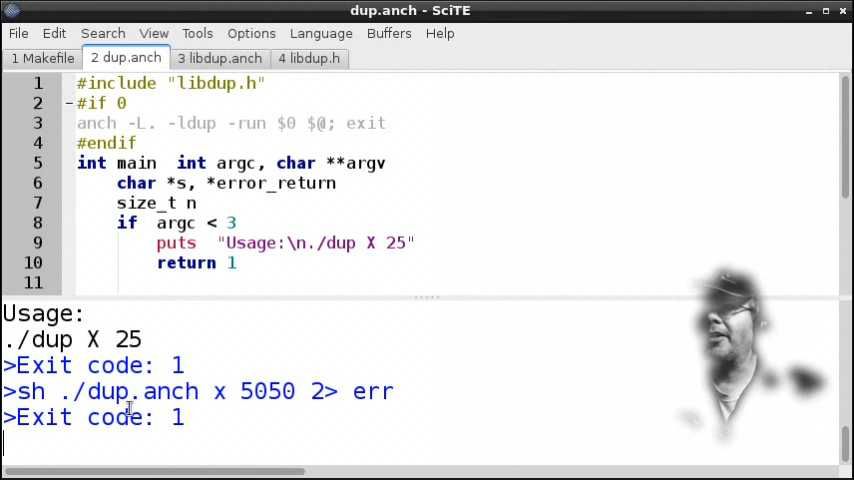 dup.anch - SciTE
File Edit Search View Tools Options Language Buffers Help
1 Makefile 2 dup.anch 3 libdup.anch 4 libdup.h
1 #include "libdup.h"
2 #if 0
3 anch -L. -ldup -run $0 $@; exit
4 #endif
5 int main  int argc, char **argv
6 char *s, *error_return
7 size_t n
8 if  argc < 3
9 puts  "Usage:\n./dup X 25"
10 return 1
11
Usage:
./dup X 25
>Exit code: 1
>sh ./dup.anch x 5050 2> err
>Exit code: 1